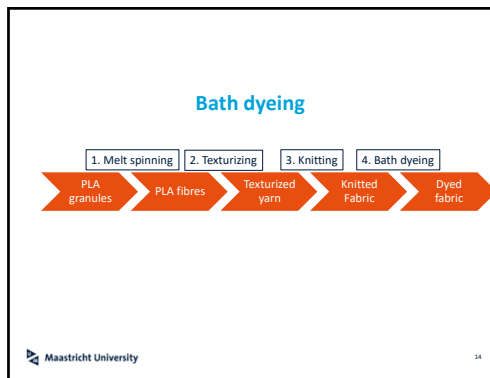 Bath dyeing
1. Melt spinning
2. Texturizing
3. Knitting
4. Bath dyeing
PLA
granules
PLA fibres
Texturized
yarn
Knitted
Fabric
Dyed
fabric
Maastricht University
14